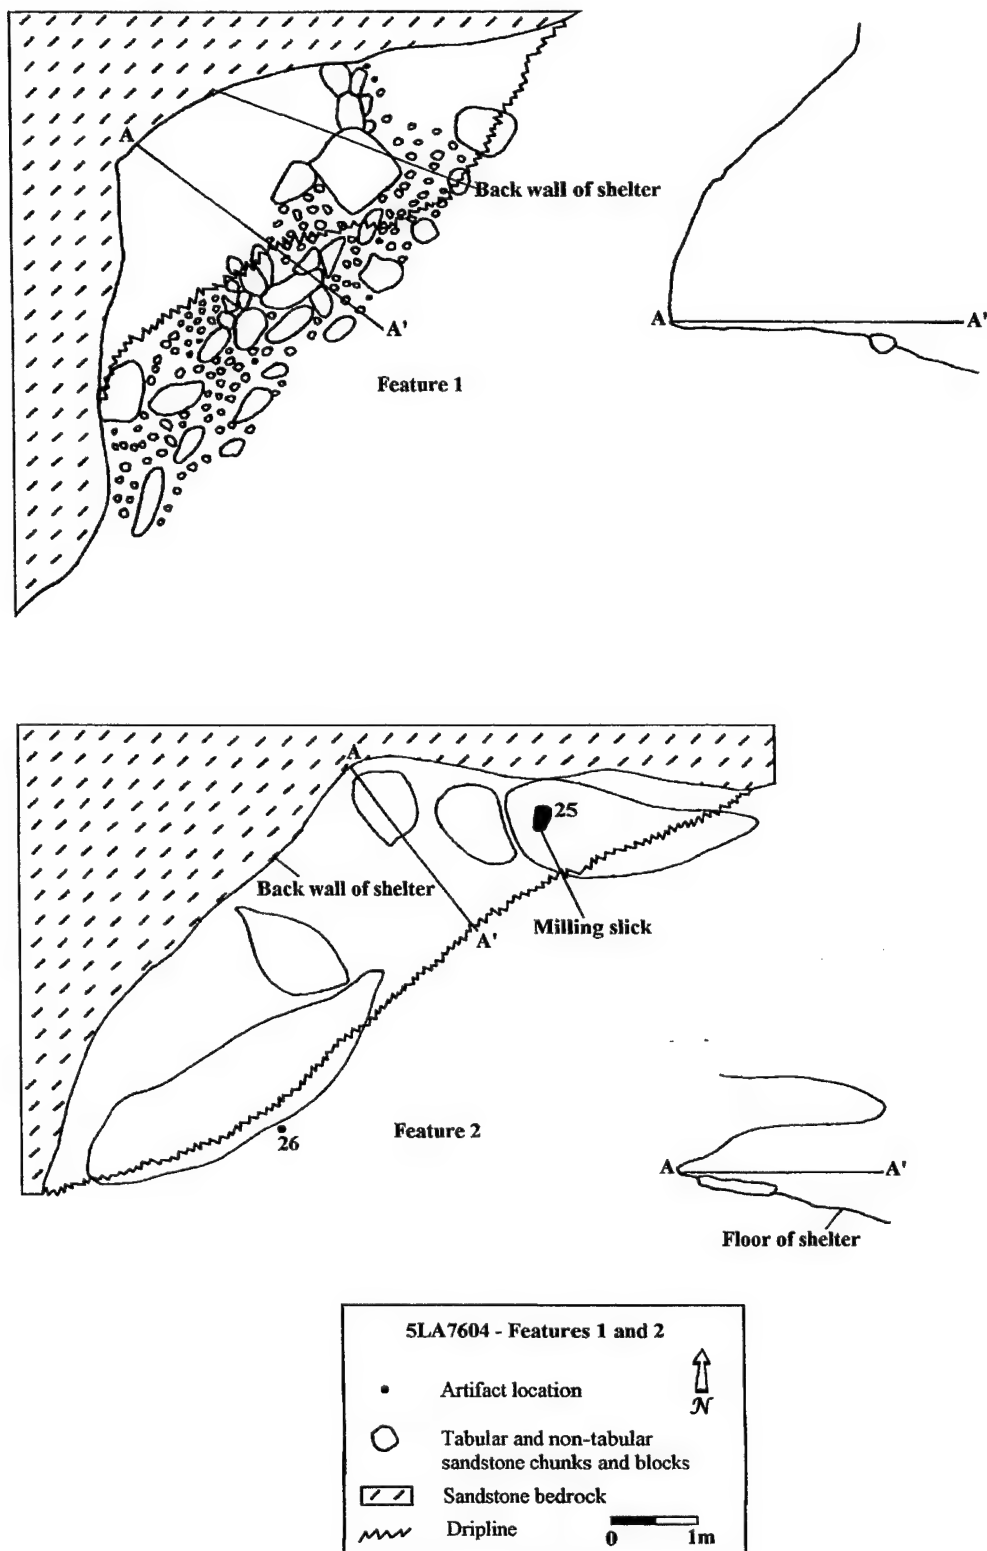 A
Back wall of shelter
A'
Feature 1
A
A'
A
25
Back wall of shelter
A'
Milling slick
26
Feature 2
A
A'
Floor of shelter
5LA7604 - Features 1 and 2
Artifact location
N
Tabular and non-tabular
sandstone chunks and blocks
Sandstone bedrock
Dripline
0
1m